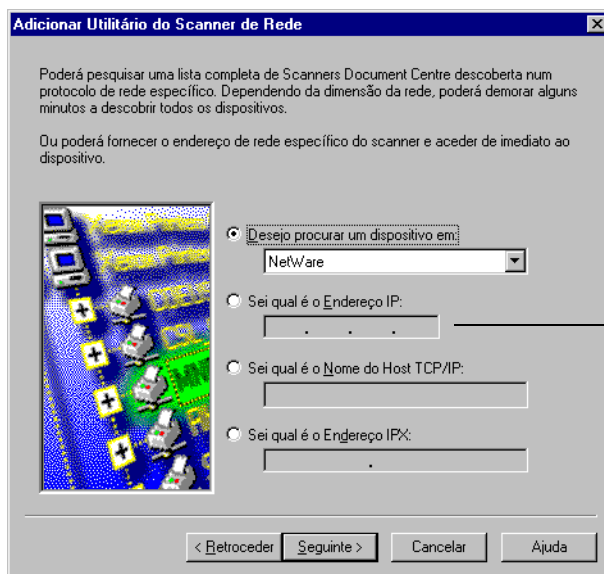 Adicionar Utilitário do Scanner de Rede
Poderá pesquisar uma lista completa de Scanners Document Centre descoberta num
protocolo de rede específico. Dependendo da dimensão da rede, poderá demorar alguns
minutos a descobrir todos os dispositivos.
Ou poderá fornecer o endereço de rede específico do scanner e aceder de imediato ao
dispositivo.
Desejo procurar um dispositivo em:
NetWare
Sei qual é o Endereço IP:
. . .
Sei qual é o Nome do Host TCP/IP:
Sei qual é o Endereço IPX:
.
< Retroceder Seguinte > Cancelar Ajuda